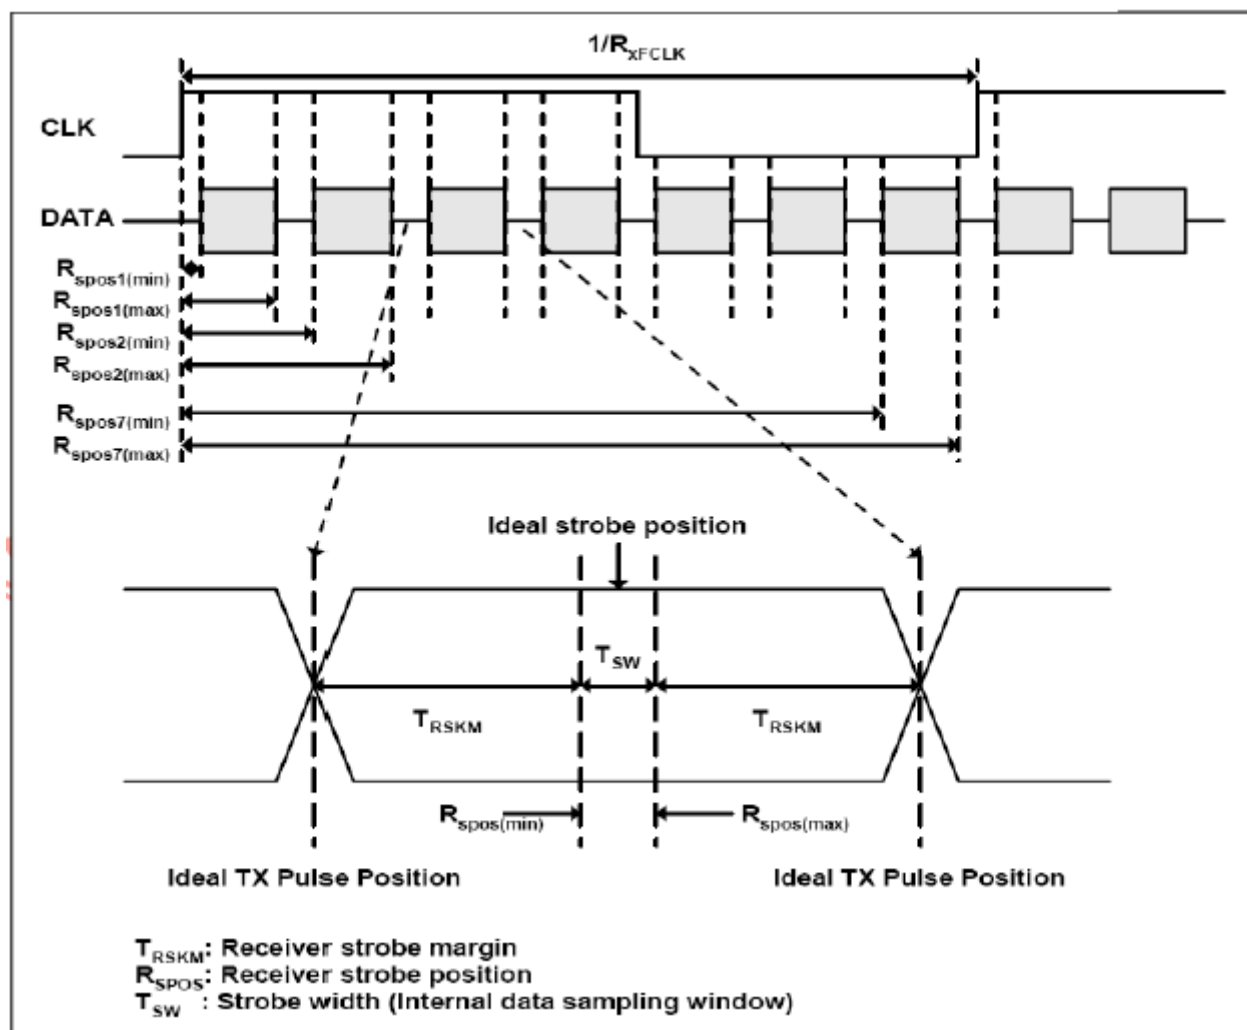 1/RxFCLK
CLK
DATA
Rspos1(min)
Rspos1(max)
Rspos2(min)
Rspos2(max)
Rspos7(min)
Rspos7(max)
Ideal strobe position
TSW
TRSKM TRSKM
Rspos(min) Rspos(max)
Ideal TX Pulse Position Ideal TX Pulse Position
TRSKM: Receiver strobe margin
RSPOS: Receiver strobe position
TSW : Strobe width (Internal data sampling window)